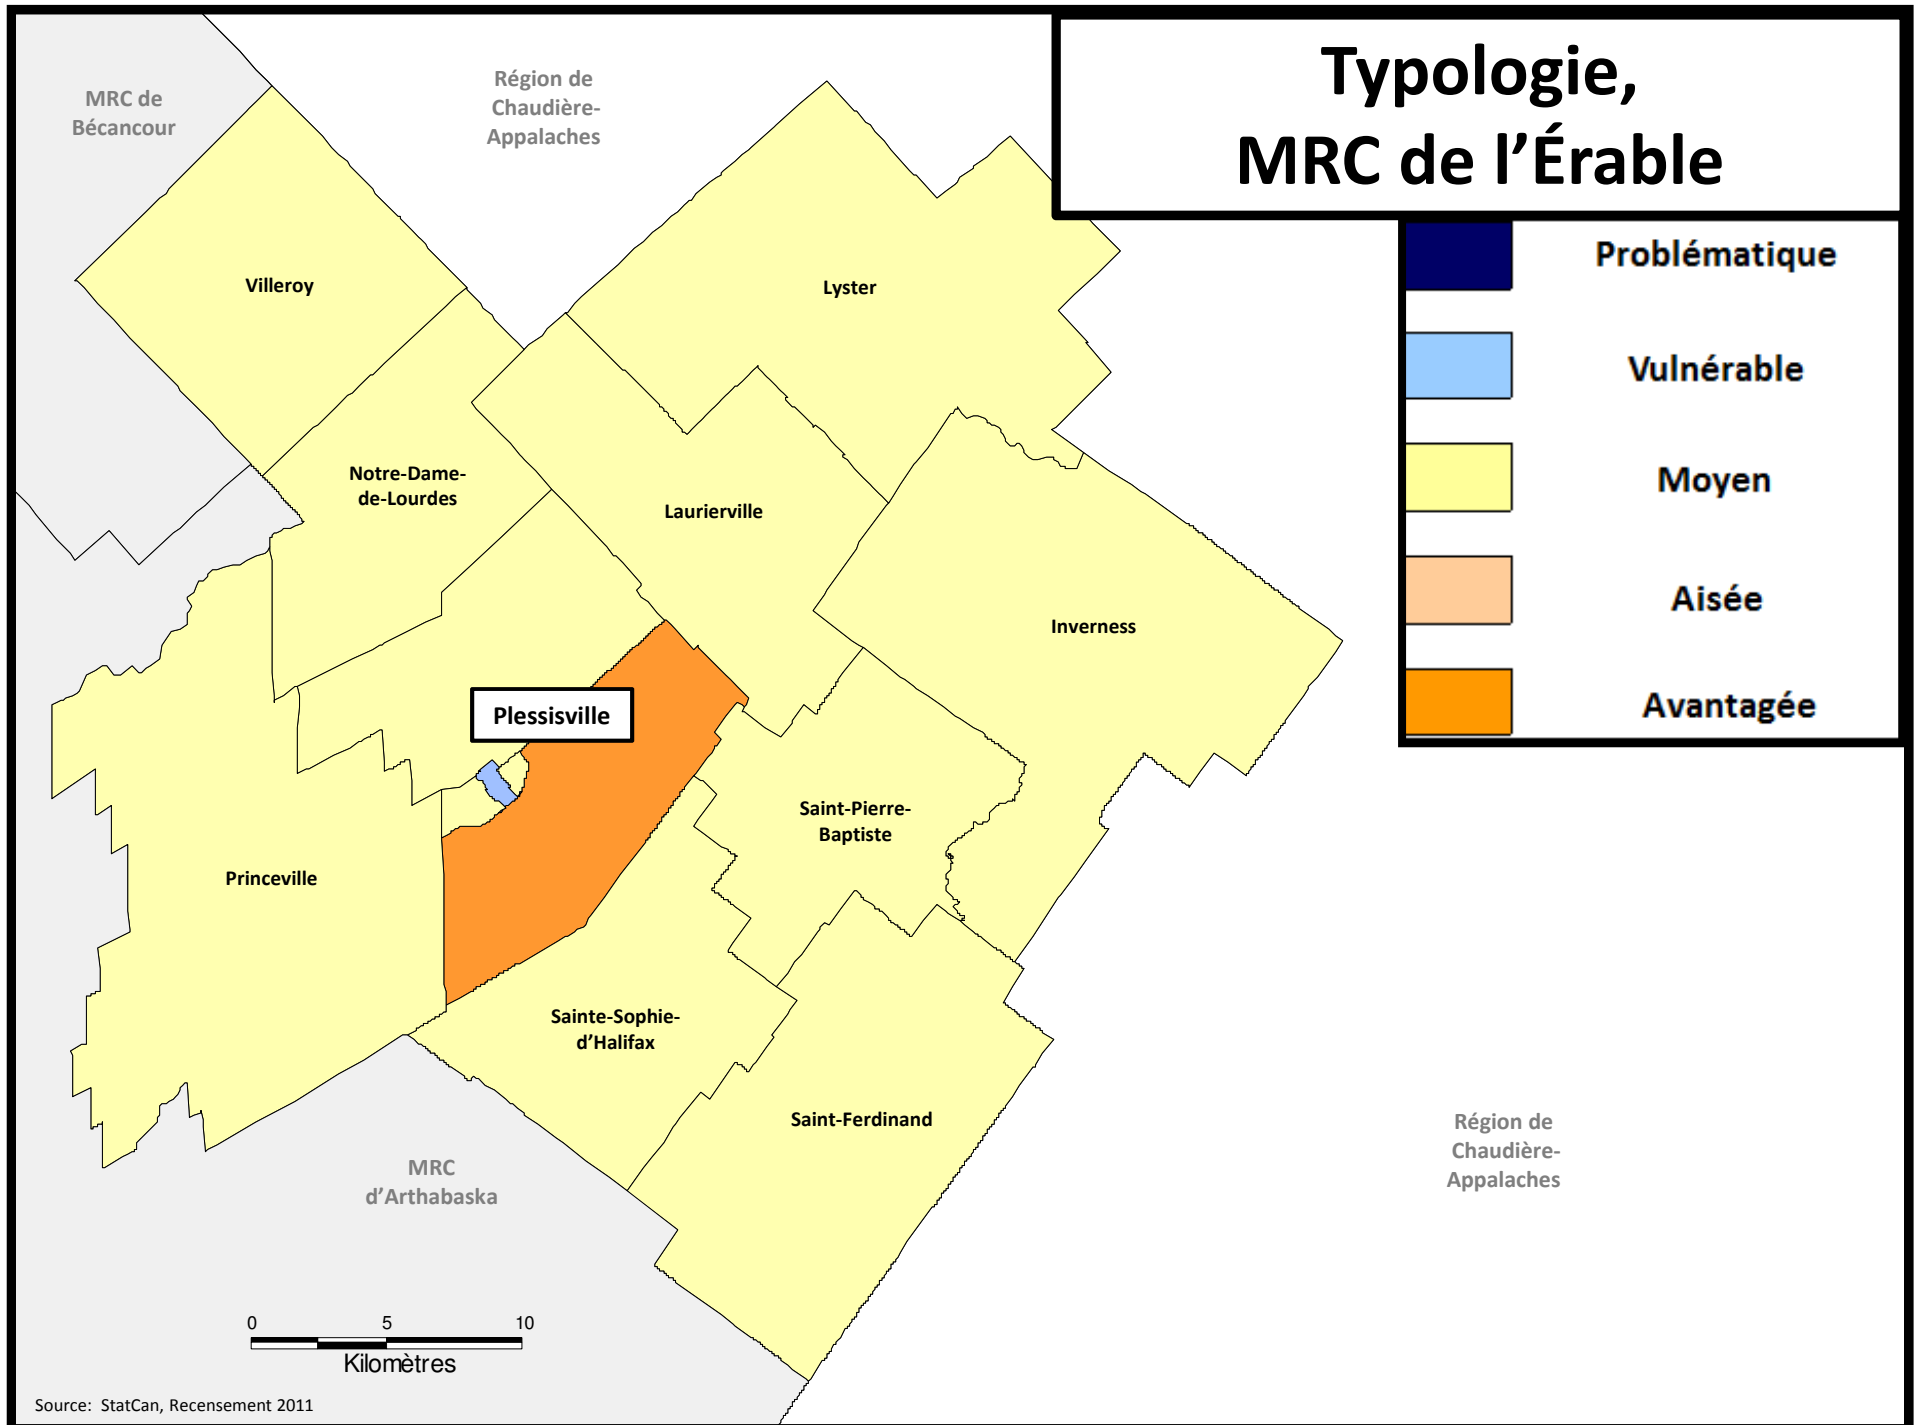 Typologie,
MRC de l'Érable
MRC de
Bécancour
Région de
Chaudière-
Appalaches
Problématique
Vulnérable
Moyen
Aisée
Avantagée
Villeroy
Lyster
Notre-Dame-
de-Lourdes
Laurierville
Inverness
Plessisville
Saint-Pierre-
Baptiste
Princeville
Sainte-Sophie-
d'Halifax
Saint-Ferdinand
MRC
d'Arthabaska
Région de
Chaudière-
Appalaches
0 5 10
Kilomètres
Source: StatCan, Recensement 2011